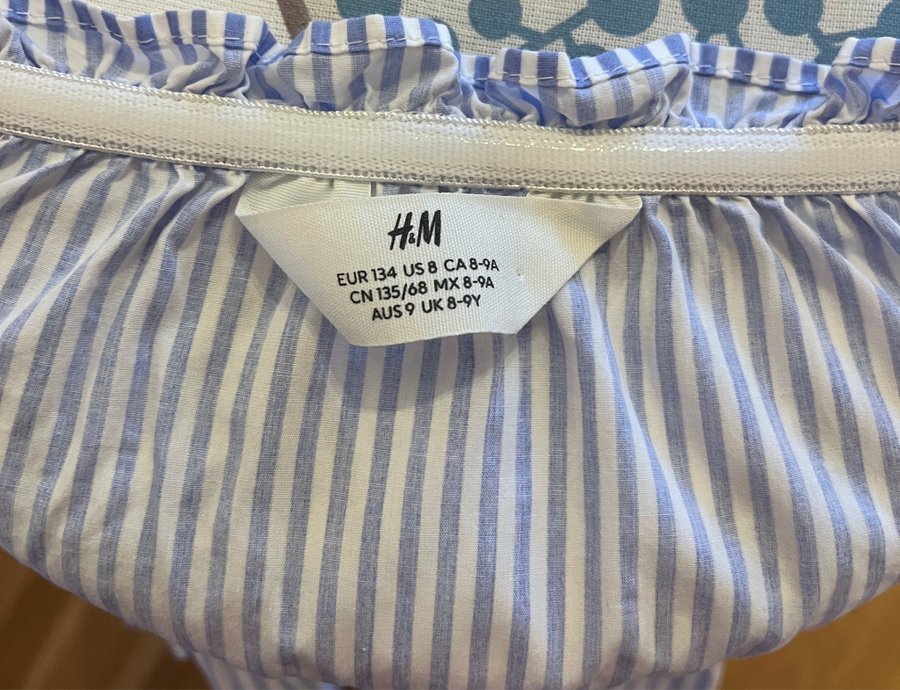 H&M
EUR 134 US 8 CA 8-9A
CN 135/68 MX 8-9A
AUS 9 UK 8-9Y